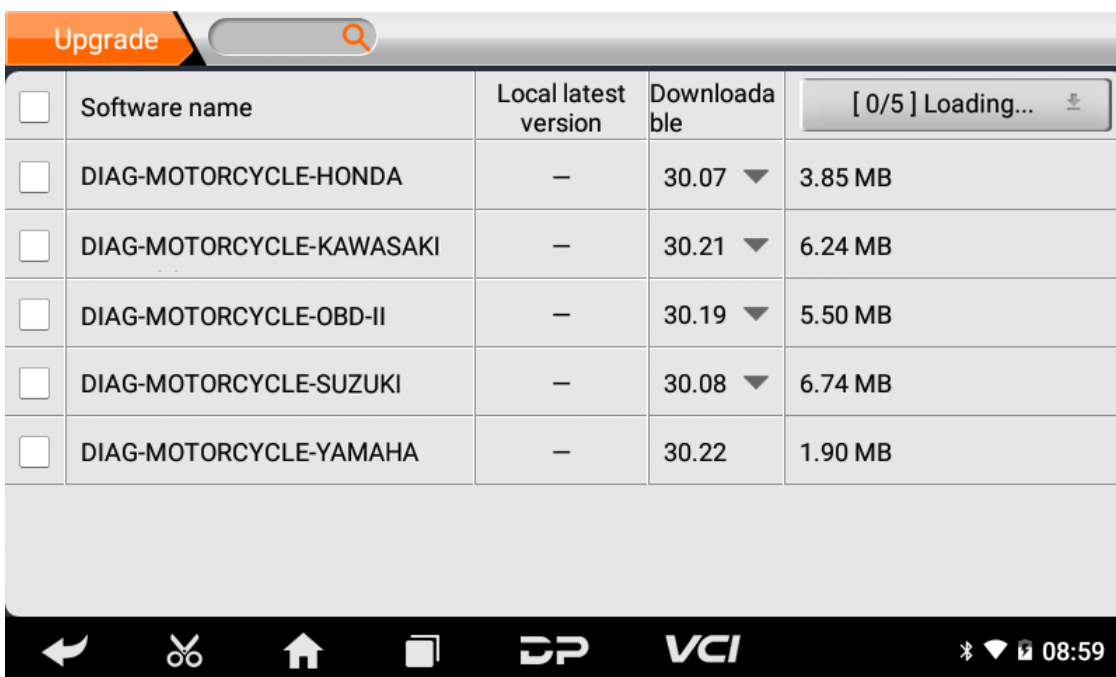 Upgrade
Software name
Local latest
version
Downloada
ble
[ 0/5 ] Loading...
DIAG-MOTORCYCLE-HONDA
—
30.07
3.85 MB
DIAG-MOTORCYCLE-KAWASAKI
—
30.21
6.24 MB
DIAG-MOTORCYCLE-OBD-II
—
30.19
5.50 MB
DIAG-MOTORCYCLE-SUZUKI
—
30.08
6.74 MB
DIAG-MOTORCYCLE-YAMAHA
—
30.22
1.90 MB
DP
VCI
08:59